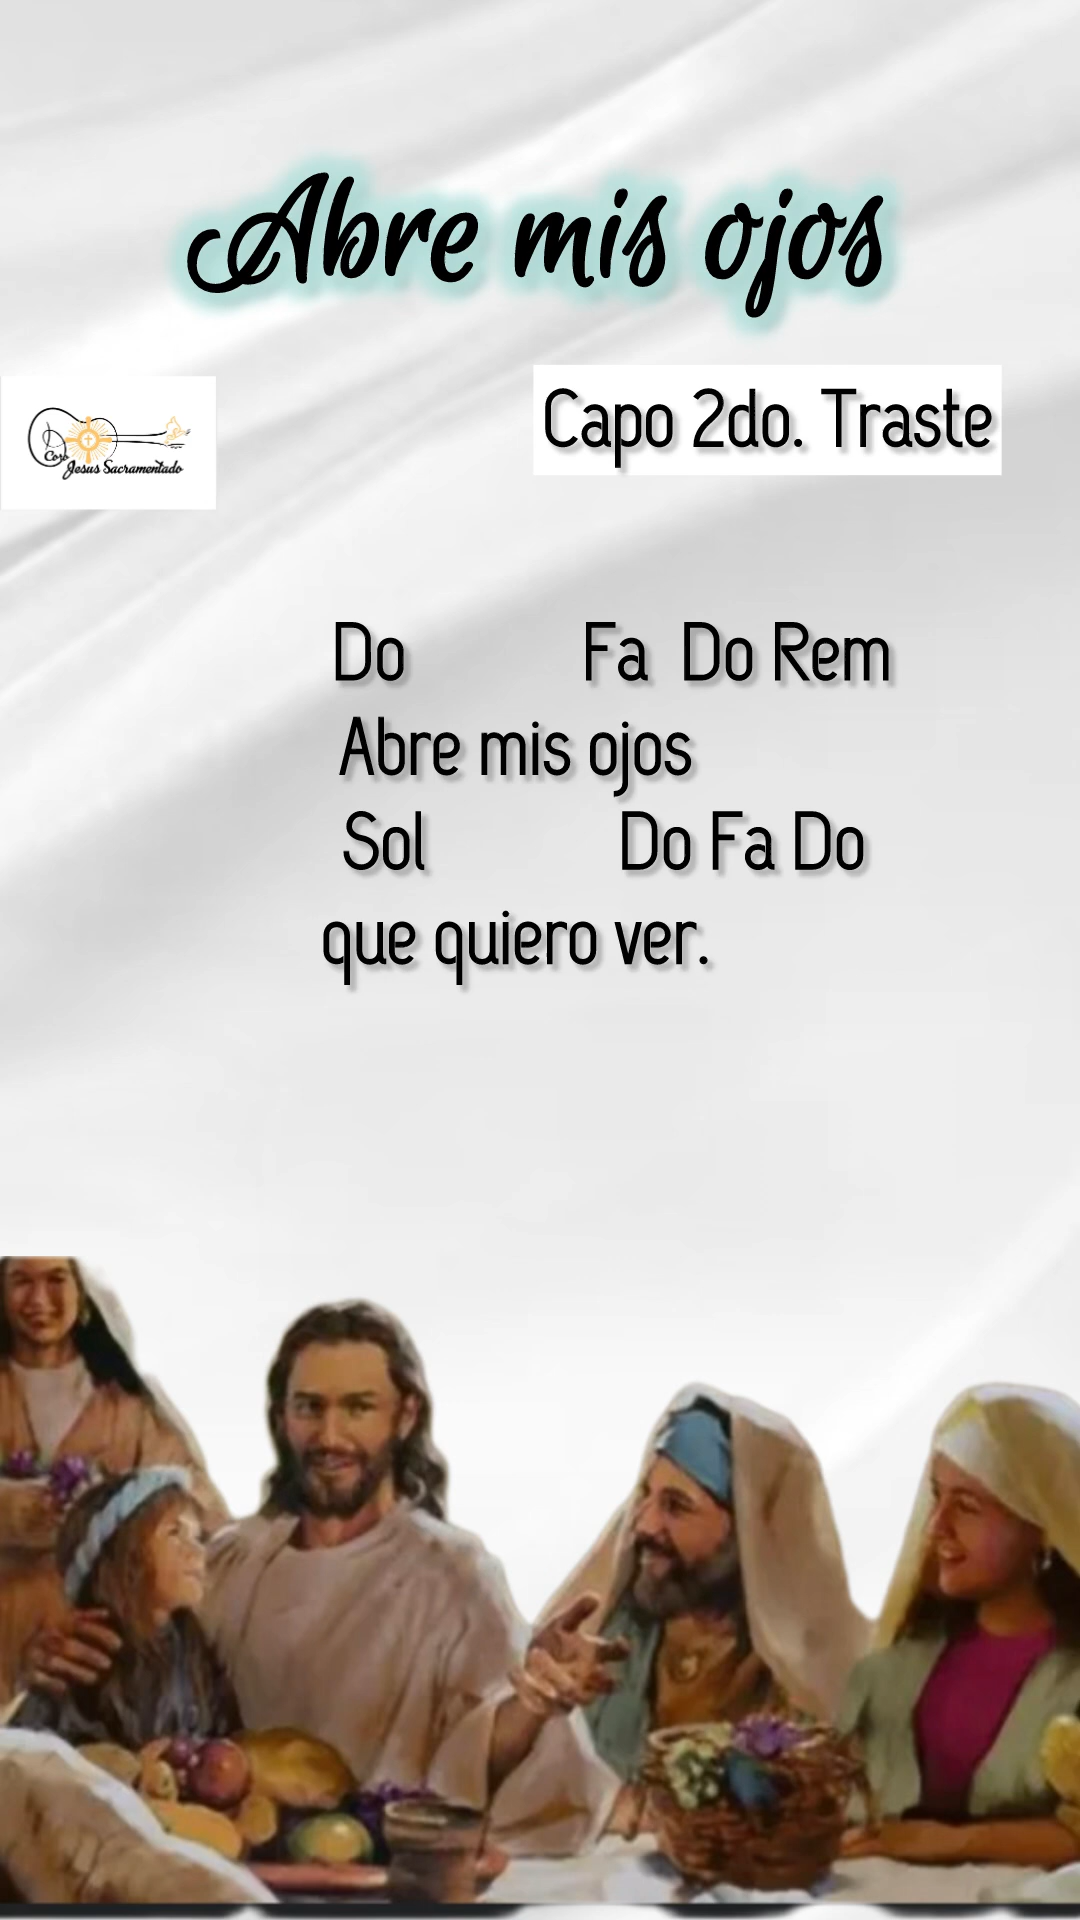 Abre mis ojos
Capo 2do. Traste
Coro
Jesus Sacramentado
Do Fa Do Rem
Abre mis ojos
Sol Do Fa Do
que quiero ver.